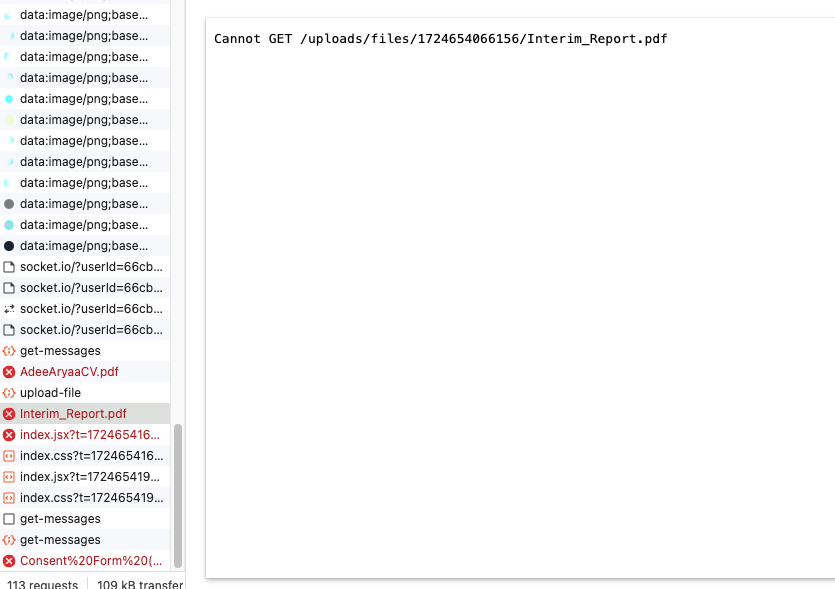 data:image/png;base...
data:image/png;base...
data:image/png;base...
data:image/png;base...
data:image/png;base...
data:image/png;base...
data:image/png;base...
data:image/png;base...
data:image/png;base...
data:image/png;base...
data:image/png;base...
data:image/png;base...
socket.io/?userId=66cb...
socket.io/?userId=66cb...
socket.io/?userId=66cb...
socket.io/?userId=66cb...
get-messages
AdeeAryaaCV.pdf
upload-file
Interim_Report.pdf
index.jsx?t=172465416...
index.css?t=172465416...
index.jsx?t=172465419...
index.css?t=172465419...
get-messages
get-messages
Consent%20Form%20(...
113 requests
109 kB transfer
Cannot GET /uploads/files/1724654066156/Interim_Report.pdf